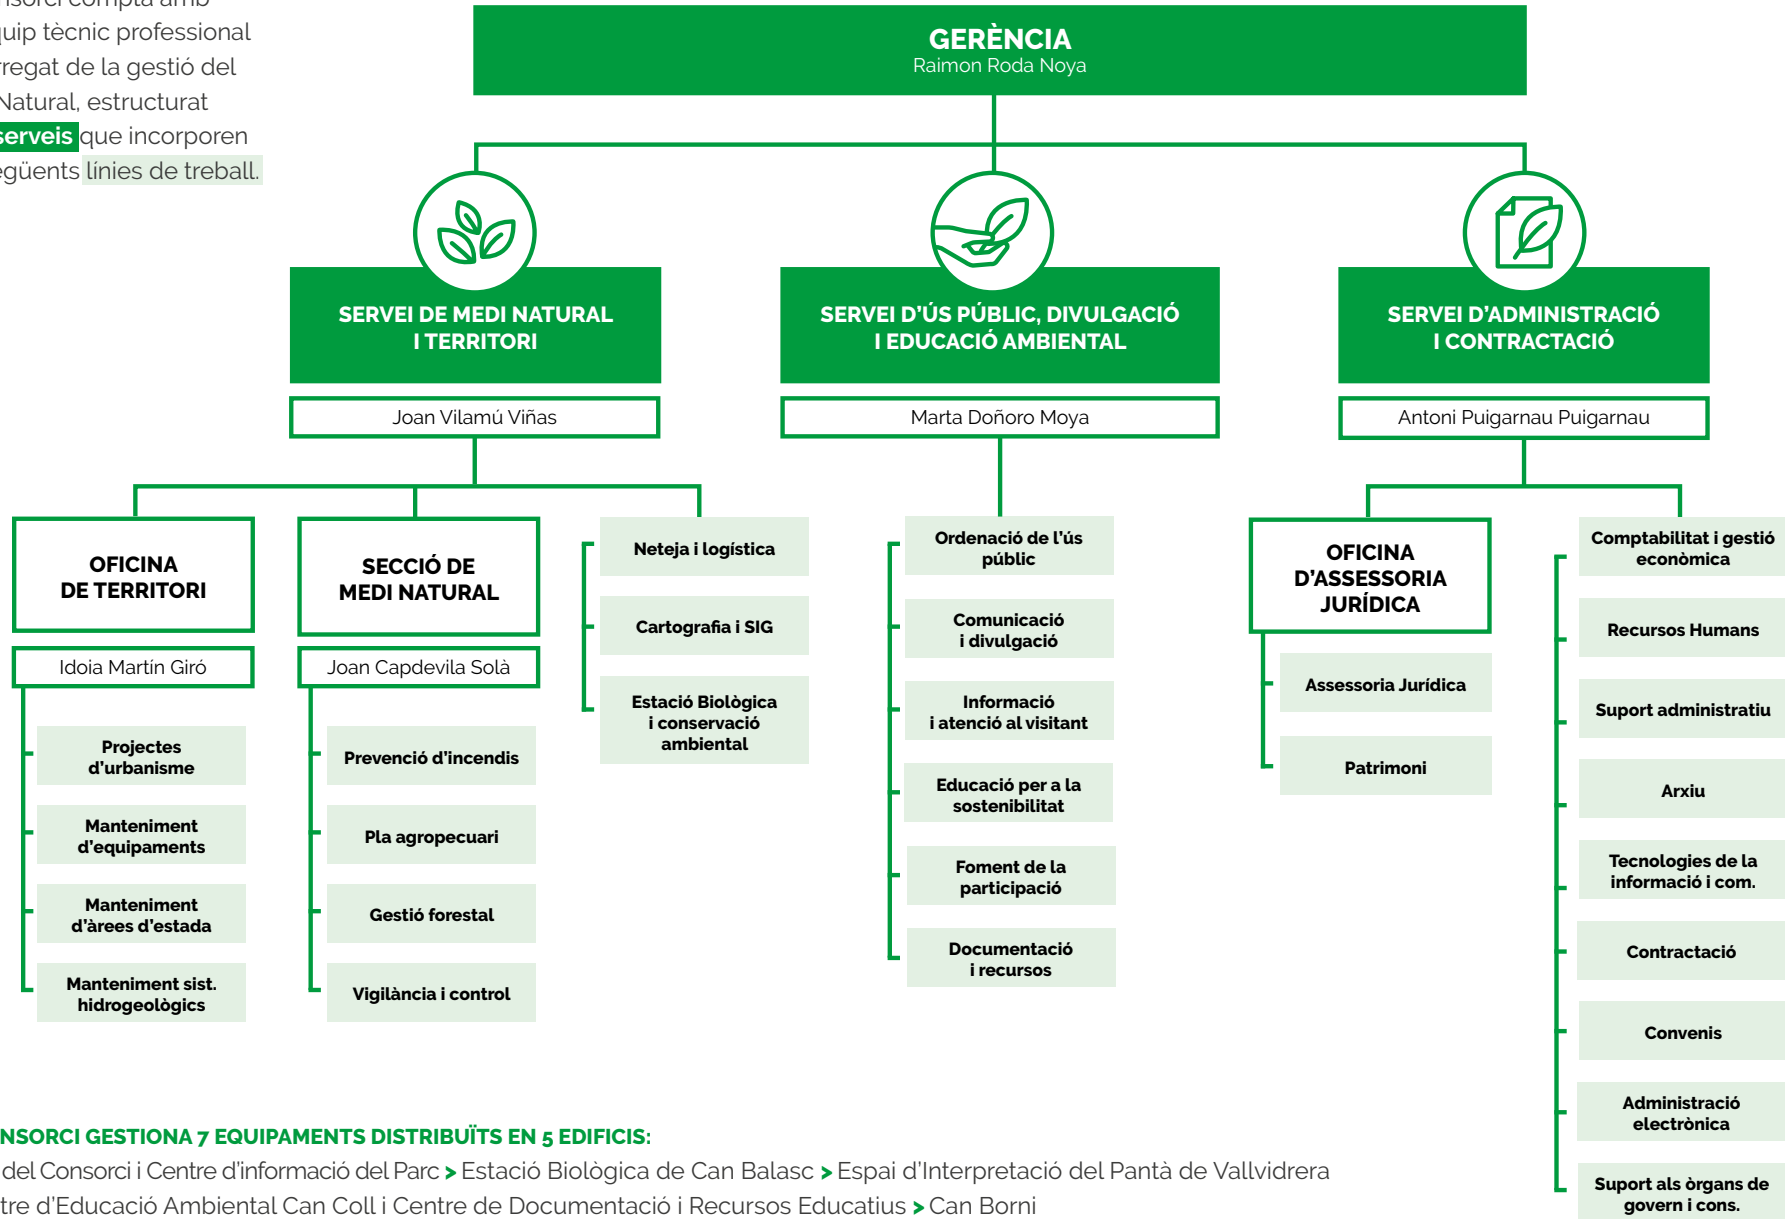 nsorci compta amb
quip tècnic professional
rregat de la gestió del
Natural, estructurat
serveis que incorporen
egüents línies de treball.
GERÈNCIA
Raimon Roda Noya
SERVEI DE MEDI NATURAL
I TERRITORI
Joan Vilamú Viñas
SERVEI D'ÚS PÚBLIC, DIVULGACIÓ
I EDUCACIÓ AMBIENTAL
Marta Doñoro Moya
SERVEI D'ADMINISTRACIÓ
I CONTRACTACIÓ
Antoni Puigarnau Puigarnau
OFICINA
DE TERRITORI
Idoia Martín Giró
Projectes
d'urbanisme
Manteniment
d'equipaments
Manteniment
d'àrees d'estada
Manteniment sist.
hidrogeològics
SECCIÓ DE
MEDI NATURAL
Joan Capdevila Solà
Prevenció d'incendis
Pla agropecuari
Gestió forestal
Vigilància i control
Neteja i logística
Cartografia i SIG
Estació Biològica
i conservació
ambiental
Ordenació de l'ús
públic
Comunicació
i divulgació
Informació
i atenció al visitant
Educació per a la
sostenibilitat
Foment de la
participació
Documentació
i recursos
OFICINA
D'ASSESSORIA
JURÍDICA
Assessoria Jurídica
Patrimoni
Comptabilitat i gestió
econòmica
Recursos Humans
Suport administratiu
Arxiu
Tecnologies de la
informació i com.
Contractació
Convenis
Administració
electrònica
Suport als òrgans de
govern i cons.
NSORCI GESTIONA 7 EQUIPAMENTS DISTRIBUÏTS EN 5 EDIFICIS:
del Consorci i Centre d'informació del Parc > Estació Biològica de Can Balasc > Espai d'Interpretació del Pantà de Vallvidrera
tre d'Educació Ambiental Can Coll i Centre de Documentació i Recursos Educatius > Can Borni